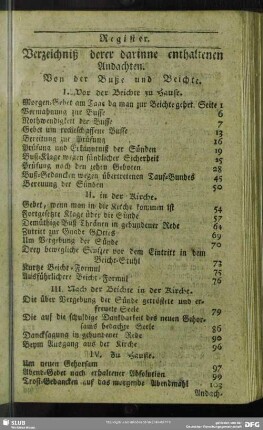 Register.
Verzeichniß derer darinne enthaltenen
Andachten.
Von der Buße und Beichte.
I. Vor der Beichte zu Hause.
Morgen-Gebet am Tage da man zur Beichte gehet. Seite 1
Vermahnung zur Busse 6
Nothwendigkeit der Busse 7
Gebet um rechtschaffene Busse 13
Bereitung zur Prüfung 16
Prüfung und Erkäntniß der Sünden 19
Buß-Klage wegen sündlicher Sicherheit 25
Prüfung nach den zehen Geboten 28
Buß-Gedancken wegen übertretenen Tauf-Bundes 45
Bereuung der Sünden 50
II. in der Kirche.
Gebet, wenn man in die Kirche kommen ist 54
Fortgesetzte Klage über die Sünde 57
Demüthige Buß-Thränen in gebundener Rede 64
Zutritt zur Gnade GOttes 69
Um Vergebung der Sünde 70
Drey bewegliche Seufzer vor dem Eintritt in dem
Beicht-Stuhl 73
Kurtze Beicht-Formul 75
Ausführlichere Beicht-Formul 76
III. Nach der Beichte in der Kirche.
Die über Vergebung der Sünde getröstete und er-
freuete Seele 79
Die auf die schuldige Danckbarkeit des neuen Gehor-
sams bedachte Seele 86
Dancksagung in gebundener Rede 90
Beym Ausgang aus der Kirche 96
IV. Zu Hause.
Um neuen Gehorsam 97
Abend-Gebet nach erhaltener Absolution 99
Trost-Gedancken auf das morgende Abendmahl 104
Andach-